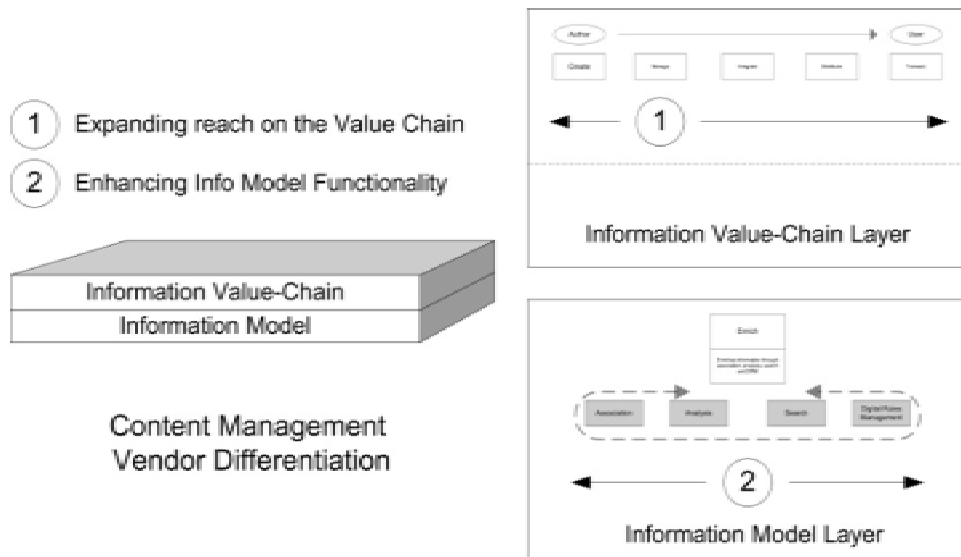 1 Expanding reach on the Value Chain
2 Enhancing Info Model Functionality
Information Value-Chain
Information Model
Content Management
Vendor Differentiation
Author
User
Create
Manage
Integrate
Distribute
Transact
1
Information Value-Chain Layer
Enrich
Association
Analysis
Search
Management
2
Information Model Layer